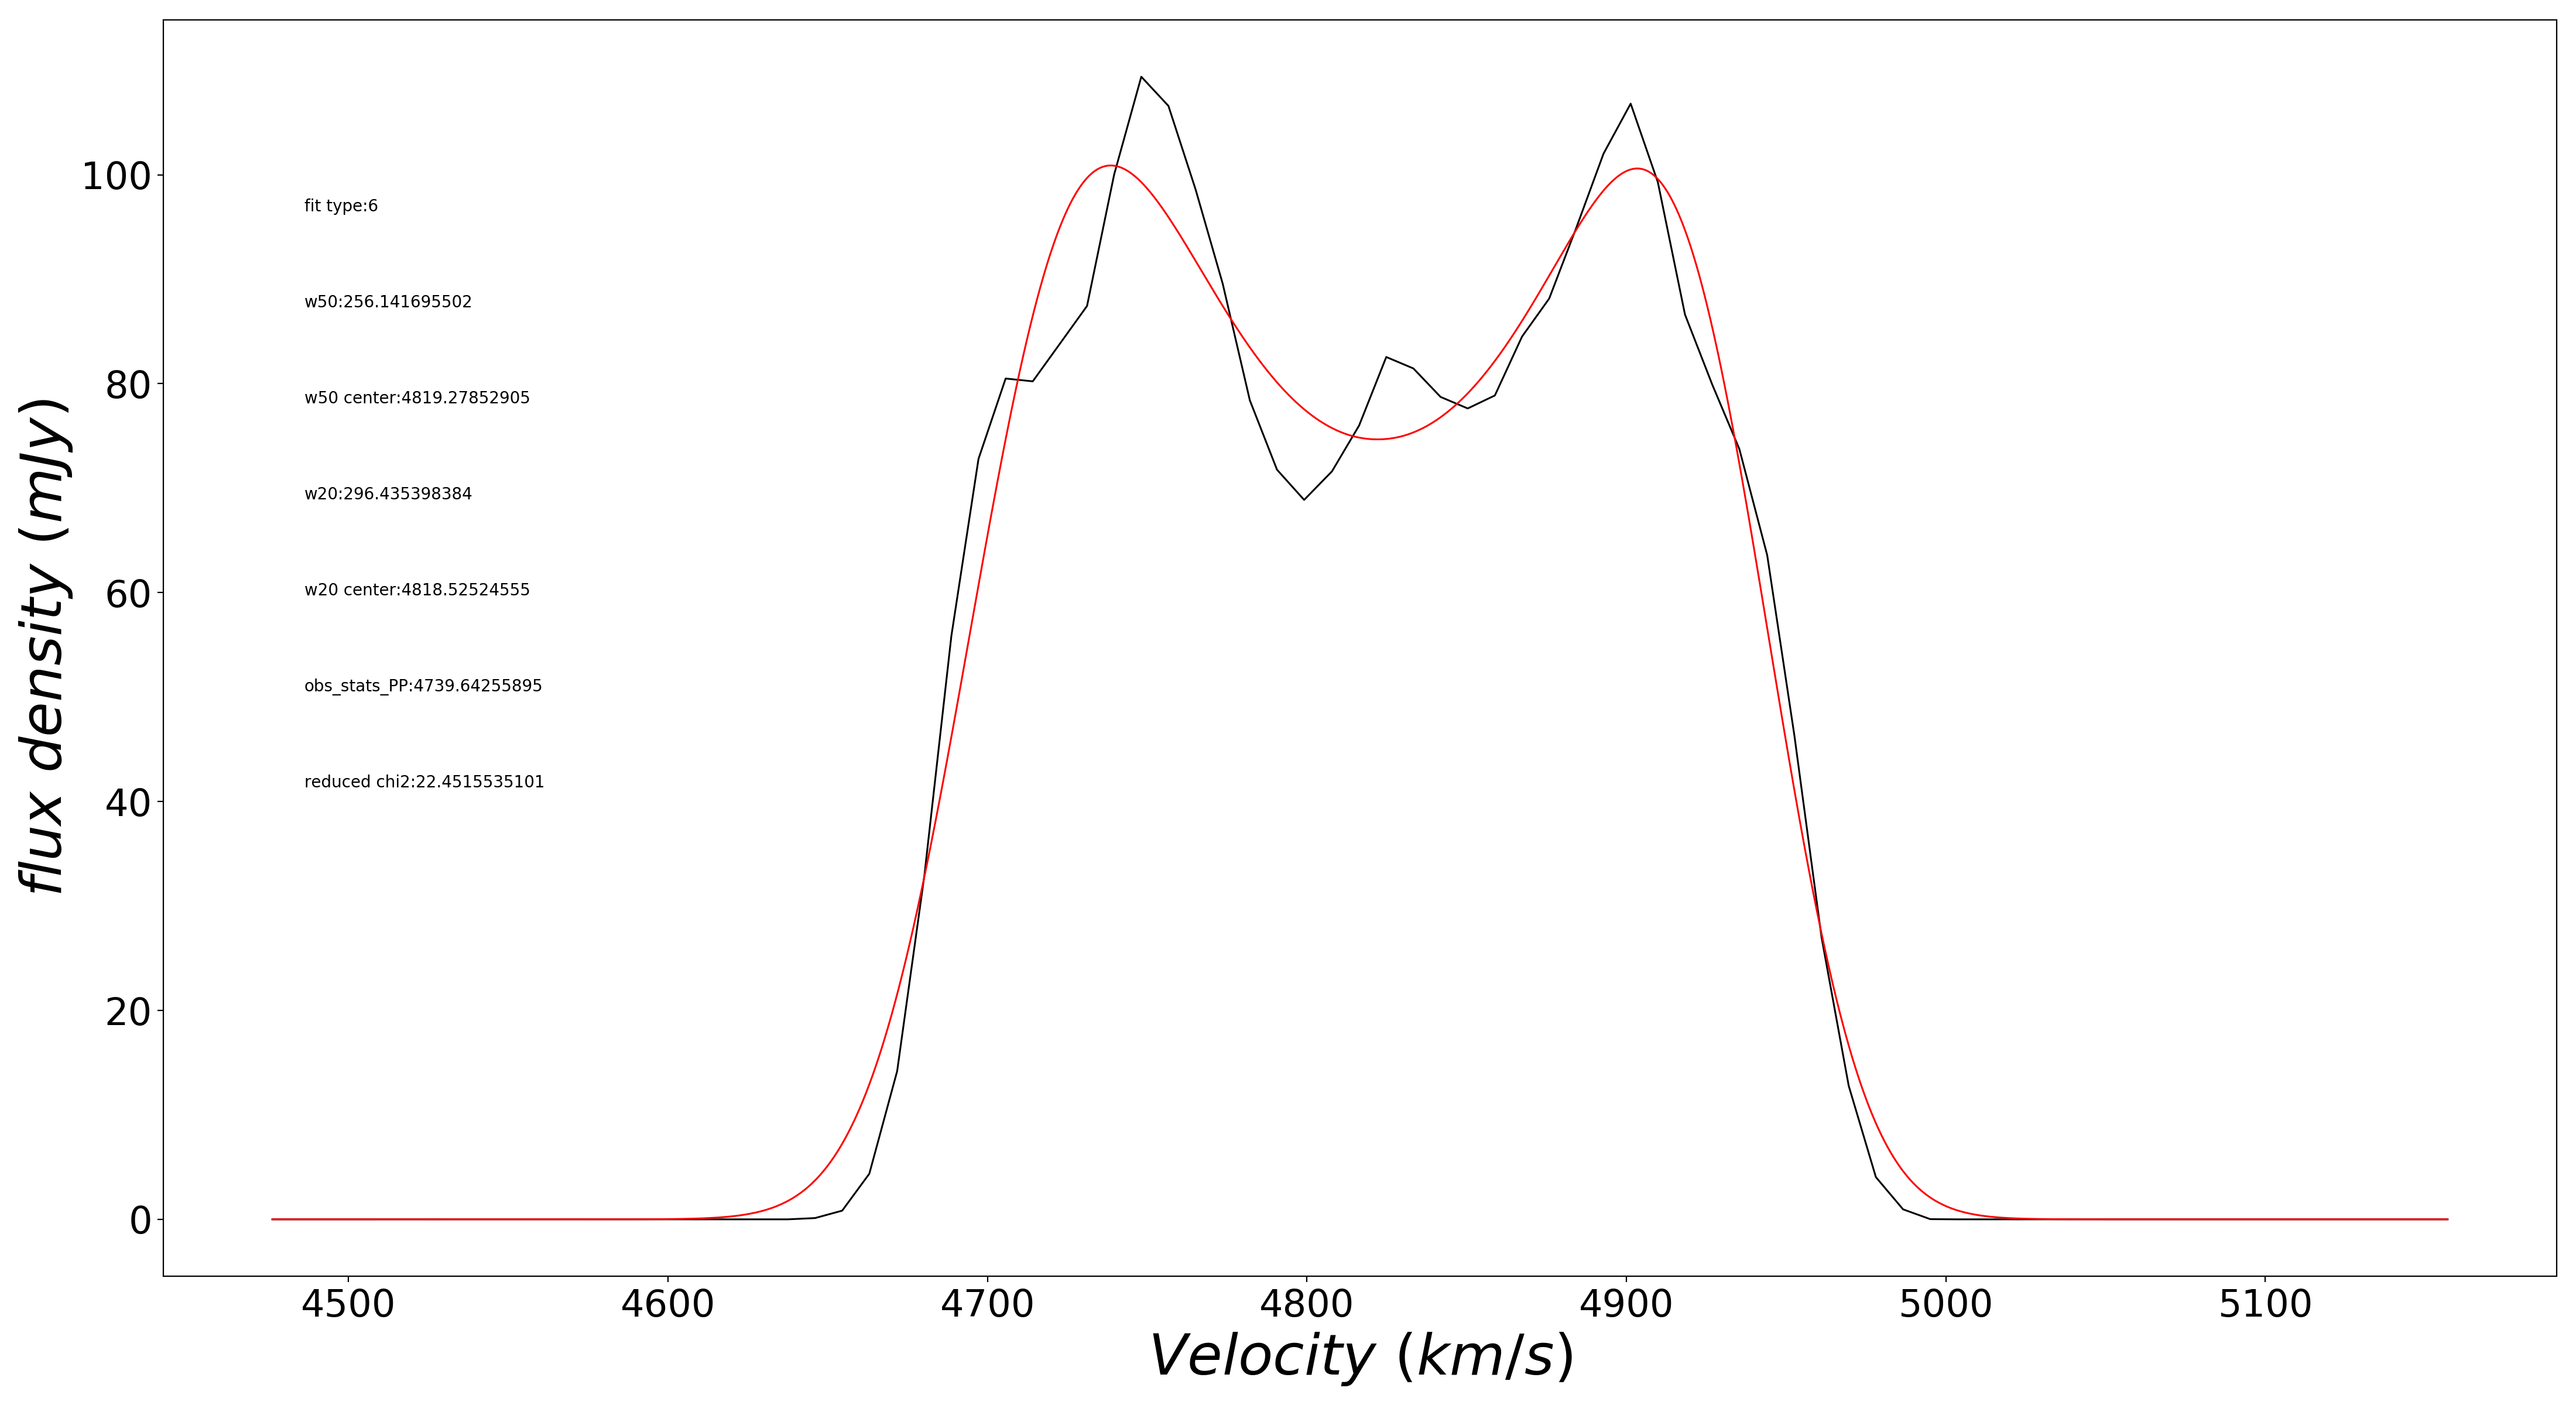 fit type:6
w50:256.141695502
w50 center:4819.27852905
w20:296.435398384
w20 center:4818.52524555
obs_stats_PP:4739.64255895
reduced chi2:22.4515535101
flux density (mJy)
100
80
60
40
20
0
4500 4600 4700 4800 4900 5000 5100
Velocity (km/s)